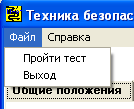 Техника безопас
Файл Справка
Пройти тест
Выход
Общие положения